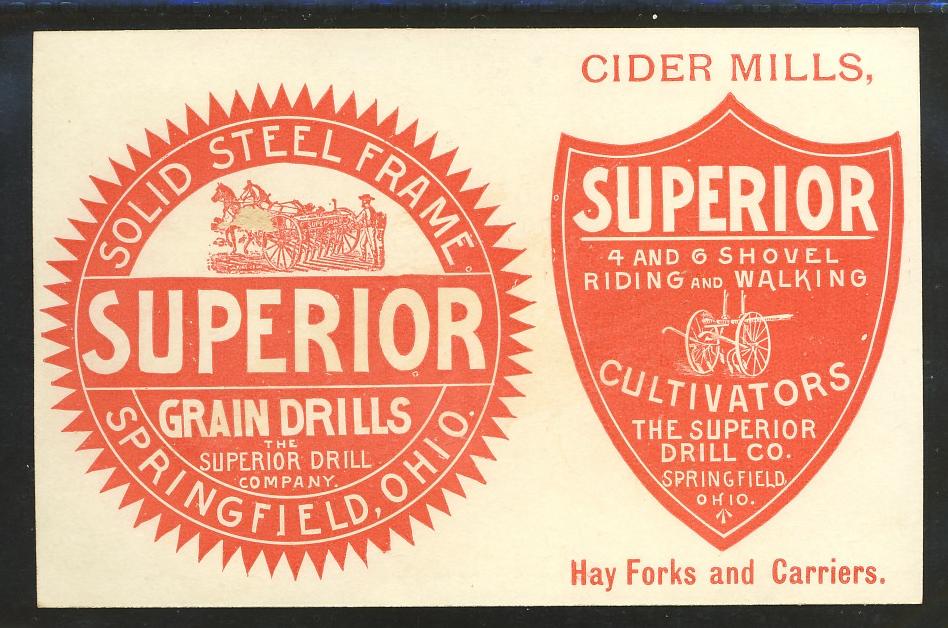 SOLID STEEL FRAME
SUPERIOR
SUPERIOR
GRAIN DRILLS
THE
SUPERIOR DRILL
COMPANY.
SPRINGFIELD, OHIO.
CIDER MILLS,
SUPERIOR
4 AND 6 SHOVEL
RIDING AND WALKING
CULTIVATORS
THE SUPERIOR
DRILL CO.
SPRINGFIELD,
OHIO.
Hay Forks and Carriers.